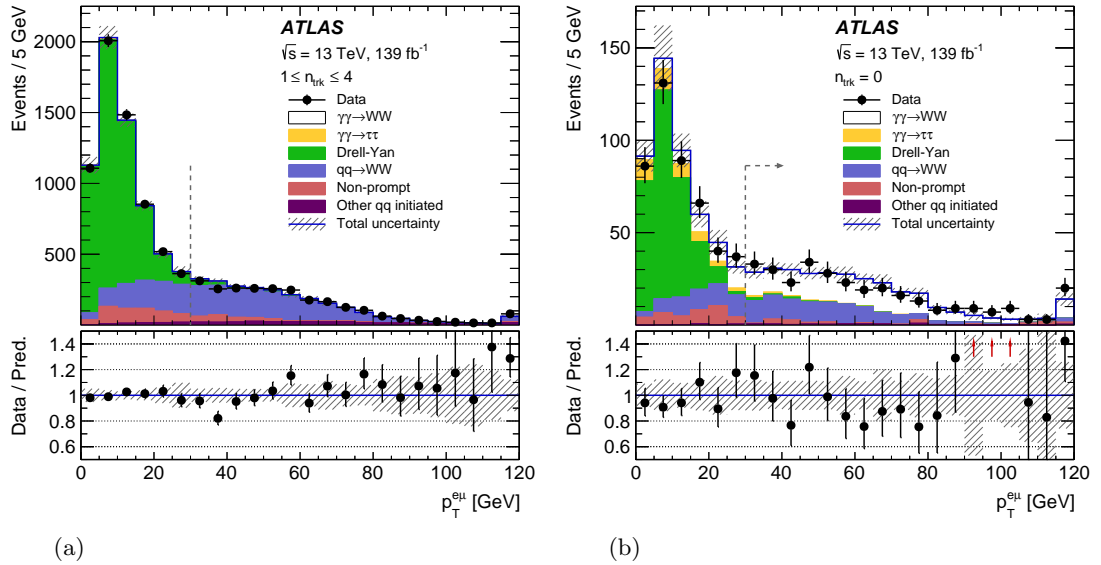 ATLAS
√s = 13 TeV, 139 fb⁻¹
1 ≤ n_trk ≤ 4
Data
γγ→WW
γγ→ττ
Drell-Yan
qq→WW
Non-prompt
Other qq initiated
Total uncertainty
Events / 5 GeV
2000
1500
1000
500
Data / Pred.
1.4
1.2
1.0
0.8
0.6
0 20 40 60 80 100 120
p_T^{eμ} [GeV]
(a)
ATLAS
√s = 13 TeV, 139 fb⁻¹
n_trk = 0
Data
γγ→WW
γγ→ττ
Drell-Yan
qq→WW
Non-prompt
Other qq initiated
Total uncertainty
Events / 5 GeV
150
100
50
Data / Pred.
1.4
1.2
1.0
0.8
0.6
0 20 40 60 80 100 120
p_T^{eμ} [GeV]
(b)